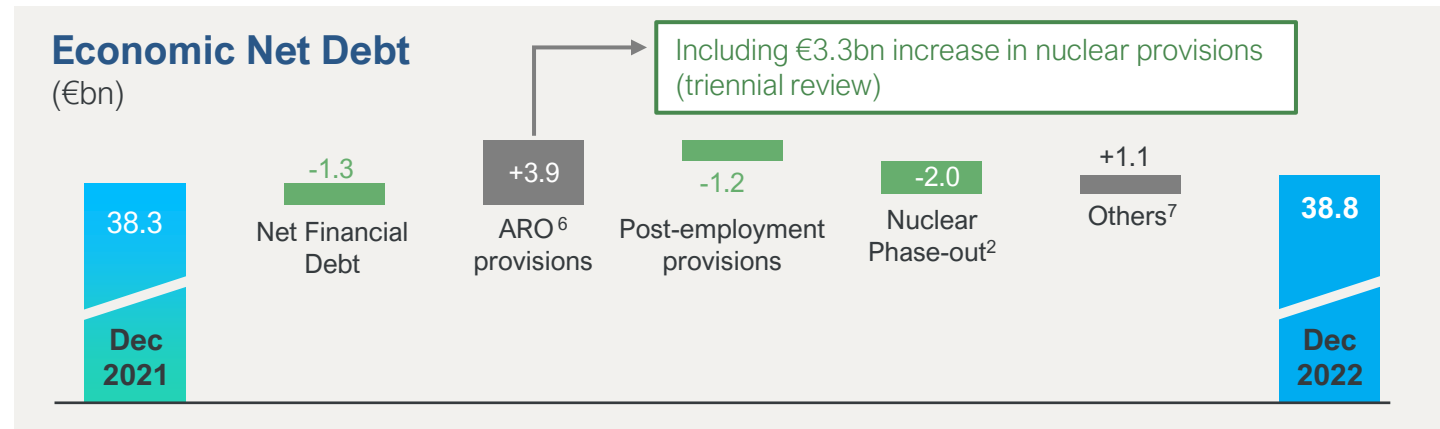 Economic Net Debt
(€bn)
Including €3.3bn increase in nuclear provisions
(triennial review)
38.3
Dec
2021
-1.3
Net Financial
Debt
+3.9
ARO⁶
provisions
-1.2
Post-employment
provisions
-2.0
Nuclear
Phase-out²
+1.1
Others⁷
38.8
Dec
2022